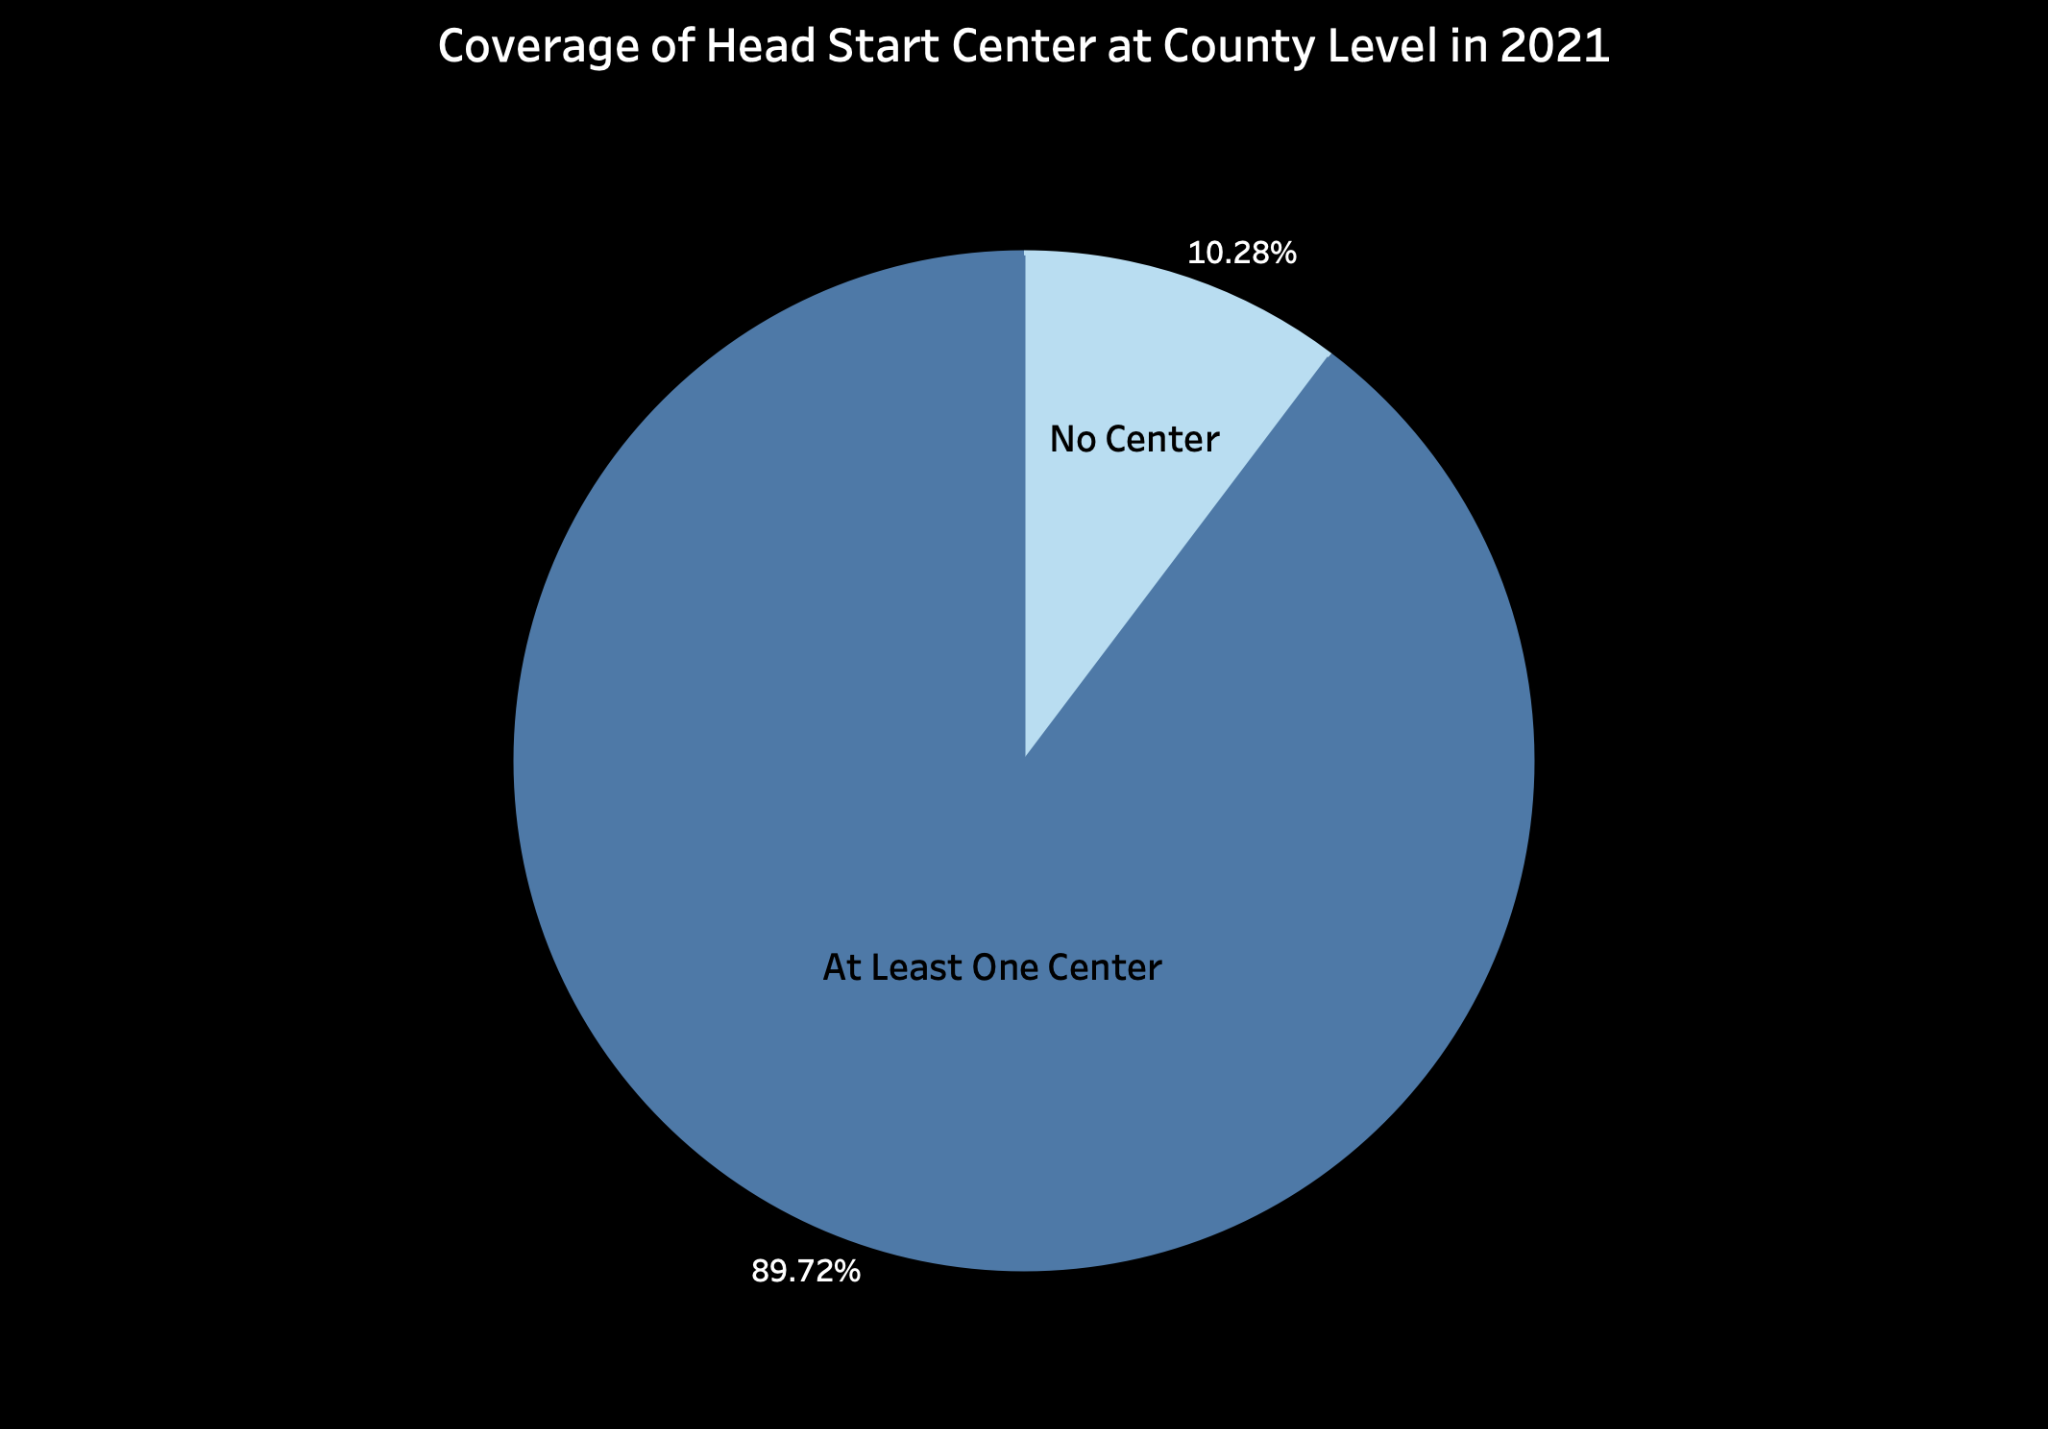 Coverage of Head Start Center at County Level in 2021
10.28%
No Center
At Least One Center
89.72%